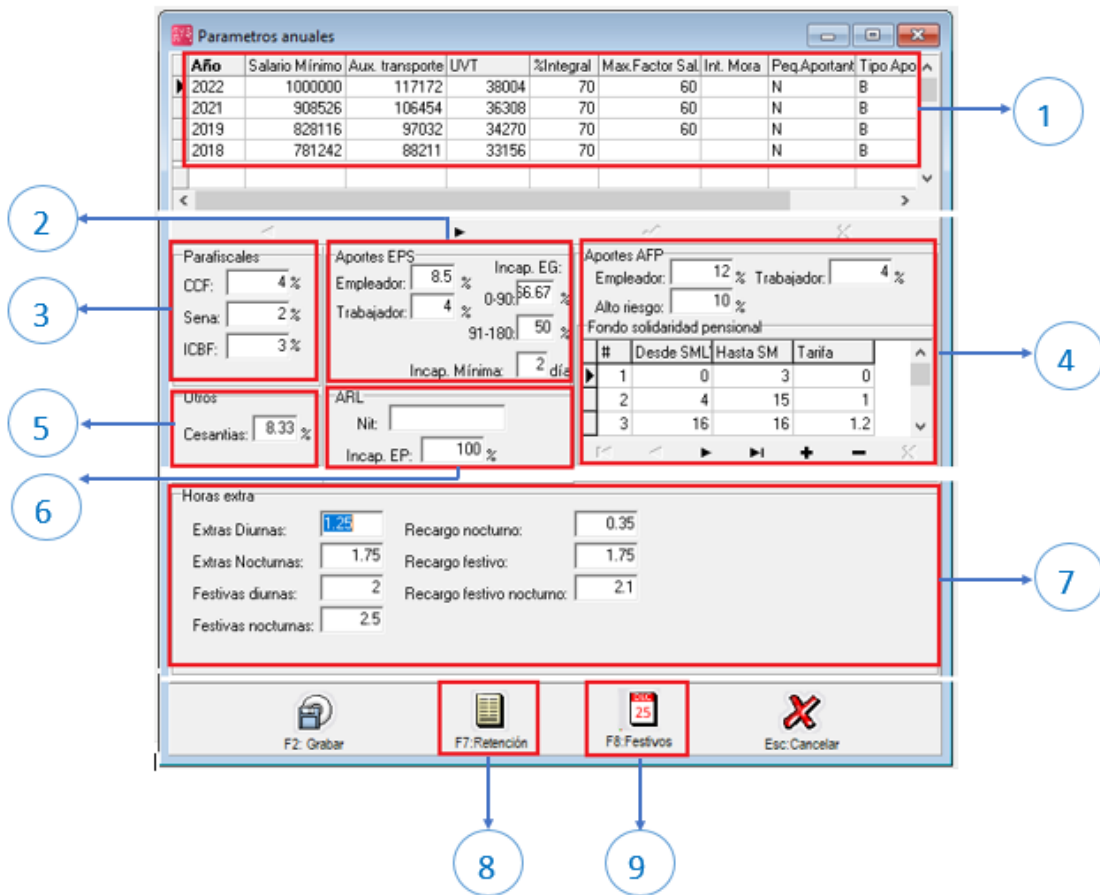 Parametros anuales
Año Salario Mínimo Aux. transporte UVT %Integral Max.Factor Sal. Int. Mora Peq.Aportant Tipo Apo
2022 1000000 117172 38004 70 60 N B
2021 908526 106454 36308 70 60 N B
2019 828116 97032 34270 70 60 N B
2018 781242 88211 33156 70 N B
1
2
Parafiscales
CCF: 4 %
Sena: 2 %
ICBF: 3 %
3
Aportes EPS
Empleador: 8.5 %
Trabajador: 4 %
Incap. EG:
0-90: 66.67 %
91-180: 50 %
Incap. Mínima: 2 día
Aportes AFP
Empleador: 12 % Trabajador: 4 %
Alto riesgo: 10 %
Fondo solidaridad pensional
# Desde SML Hasta SM Tarifa
1 0 3 0
2 4 15 1
3 16 16 1.2
4
Otros
Cesantias: 8.33 %
5
ARL
Nit:
Incap. EP: 100 %
6
Horas extra
Extras Diurnas: 1.25 Recargo nocturno: 0.35
Extras Nocturnas: 1.75 Recargo festivo: 1.75
Festivas diurnas: 2 Recargo festivo nocturno: 2.1
Festivas nocturnas: 2.5
7
DEC
25
F2: Grabar F7:Retención F8:Festivos Esc:Cancelar
8 9